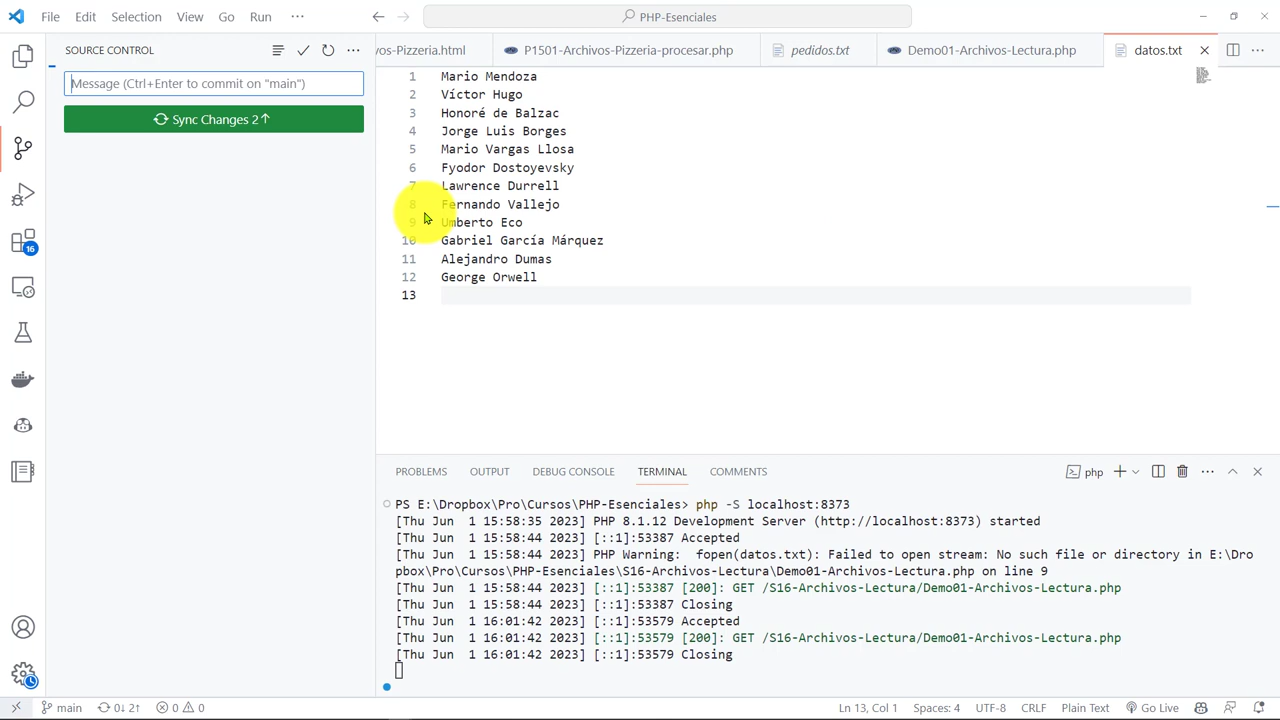 File Edit Selection View Go Run ··· PHP-Esenciales
SOURCE CONTROL
Message (Ctrl+Enter to commit on "main")
Sync Changes 2↑
16
vos-Pizzeria.html P1501-Archivos-Pizzeria-procesar.php pedidos.txt Demo01-Archivos-Lectura.php datos.txt
1 Mario Mendoza
2 Víctor Hugo
3 Honoré de Balzac
4 Jorge Luis Borges
5 Mario Vargas Llosa
6 Fyodor Dostoyevsky
7 Lawrence Durrell
8 Fernando Vallejo
9 Umberto Eco
10 Gabriel García Márquez
11 Alejandro Dumas
12 George Orwell
13
PROBLEMS OUTPUT DEBUG CONSOLE TERMINAL COMMENTS php
PS E:\Dropbox\Pro\Cursos\PHP-Esenciales> php -S localhost:8373
[Thu Jun  1 15:58:35 2023] PHP 8.1.12 Development Server (http://localhost:8373) started
[Thu Jun  1 15:58:44 2023] [::1]:53387 Accepted
[Thu Jun  1 15:58:44 2023] PHP Warning:  fopen(datos.txt): Failed to open stream: No such file or directory in E:\Dro
pbox\Pro\Cursos\PHP-Esenciales\S16-Archivos-Lectura\Demo01-Archivos-Lectura.php on line 9
[Thu Jun  1 15:58:44 2023] [::1]:53387 [200]: GET /S16-Archivos-Lectura/Demo01-Archivos-Lectura.php
[Thu Jun  1 15:58:44 2023] [::1]:53387 Closing
[Thu Jun  1 16:01:42 2023] [::1]:53579 Accepted
[Thu Jun  1 16:01:42 2023] [::1]:53579 [200]: GET /S16-Archivos-Lectura/Demo01-Archivos-Lectura.php
[Thu Jun  1 16:01:42 2023] [::1]:53579 Closing
main 0↓ 2↑ 0 0 Ln 13, Col 1 Spaces: 4 UTF-8 CRLF Plain Text Go Live